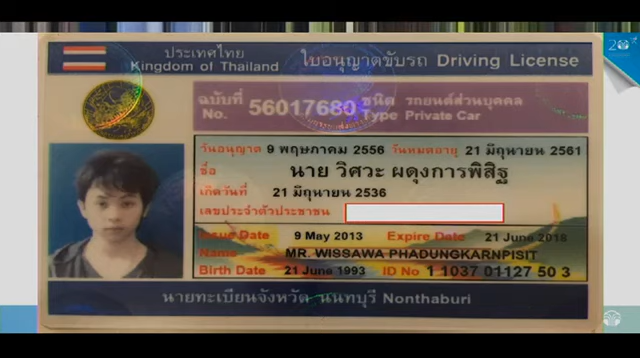 20
ประเทศไทย ใบอนุญาตขับรถ Driving License
Kingdom of Thailand
ฉบับที่ 56017680 ชนิด รถยนต์ส่วนบุคคล
No. Type Private Car
วันอนุญาต 9 พฤษภาคม 2556 วันหมดอายุ 21 มิถุนายน 2561
ชื่อ นาย วิศวะ ผดุงการพิสิฐ
เกิดวันที่ 21 มิถุนายน 2536
เลขประจำตัวประชาชน
Issue Date 9 May 2013 Expire Date 21 June 2018
Name MR. WISSAWA PHADUNGKARNPISIT
Birth Date 21 June 1993 ID No 1 1037 01127 50 3
นายทะเบียนจังหวัด นนทบุรี Nonthaburi